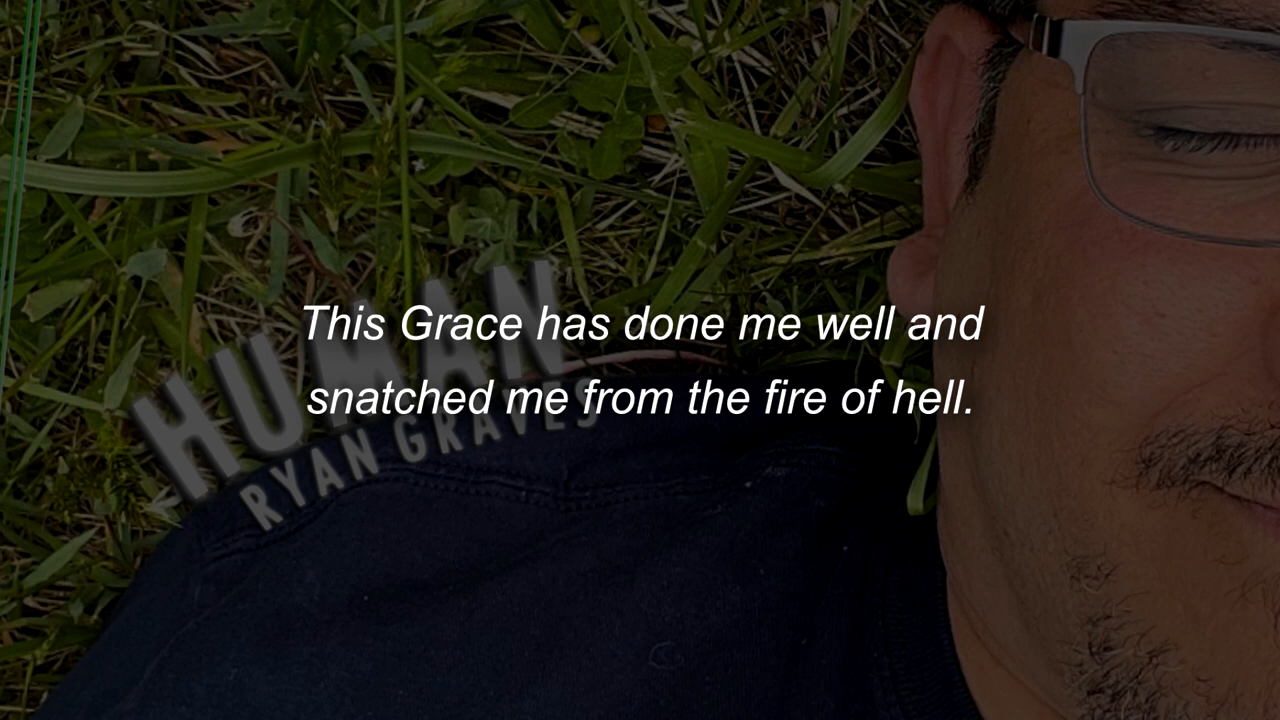 This Grace has done me well and
snatched me from the fire of hell.
HUMAN
RYAN GRAVES